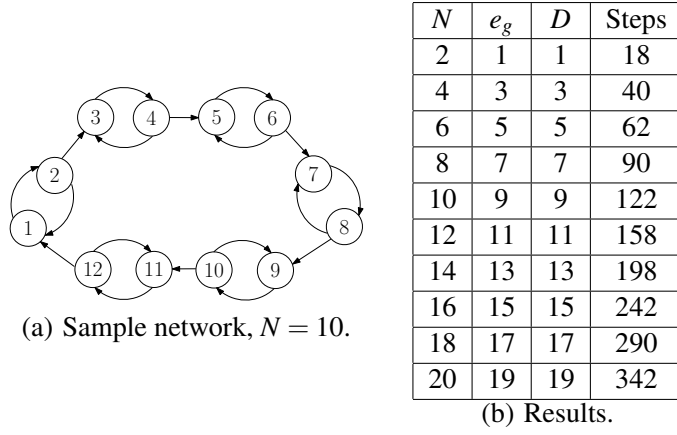 3
4
5
6
2
7
1
8
12
11
10
9
(a) Sample network, N = 10.
N e_g D Steps
2 1 1 18
4 3 3 40
6 5 5 62
8 7 7 90
10 9 9 122
12 11 11 158
14 13 13 198
16 15 15 242
18 17 17 290
20 19 19 342
(b) Results.